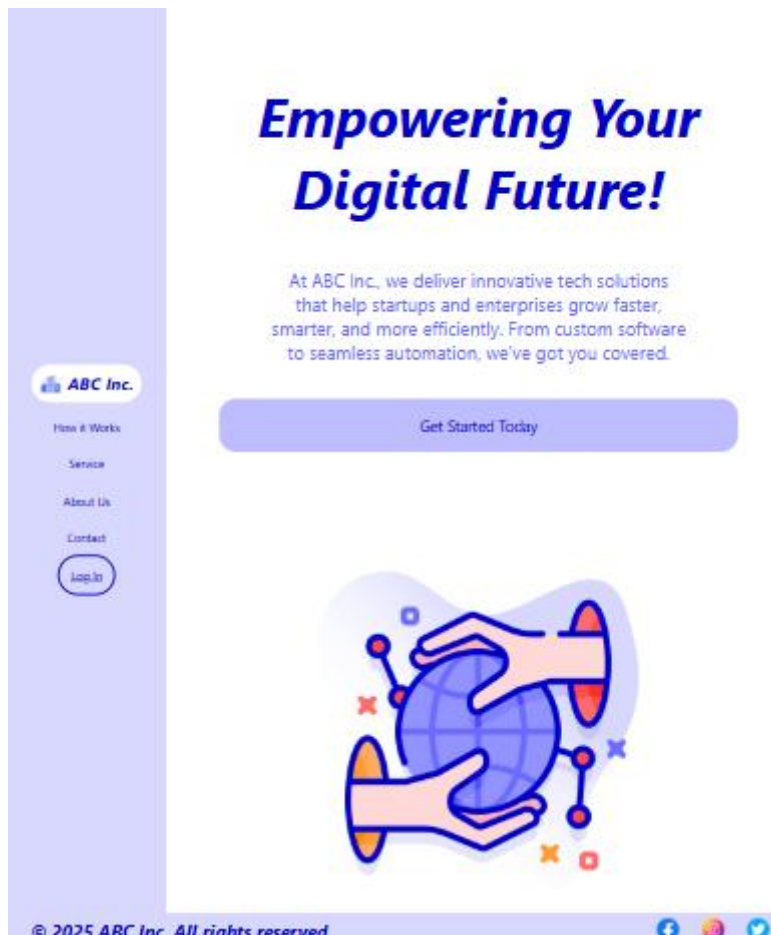 Empowering Your
Digital Future!
At ABC Inc., we deliver innovative tech solutions
that help startups and enterprises grow faster,
smarter, and more efficiently. From custom software
to seamless automation, we've got you covered.
Get Started Today
ABC Inc.
How it Works
Service
About Us
Contact
Log In
© 2025 ABC Inc. All rights reserved